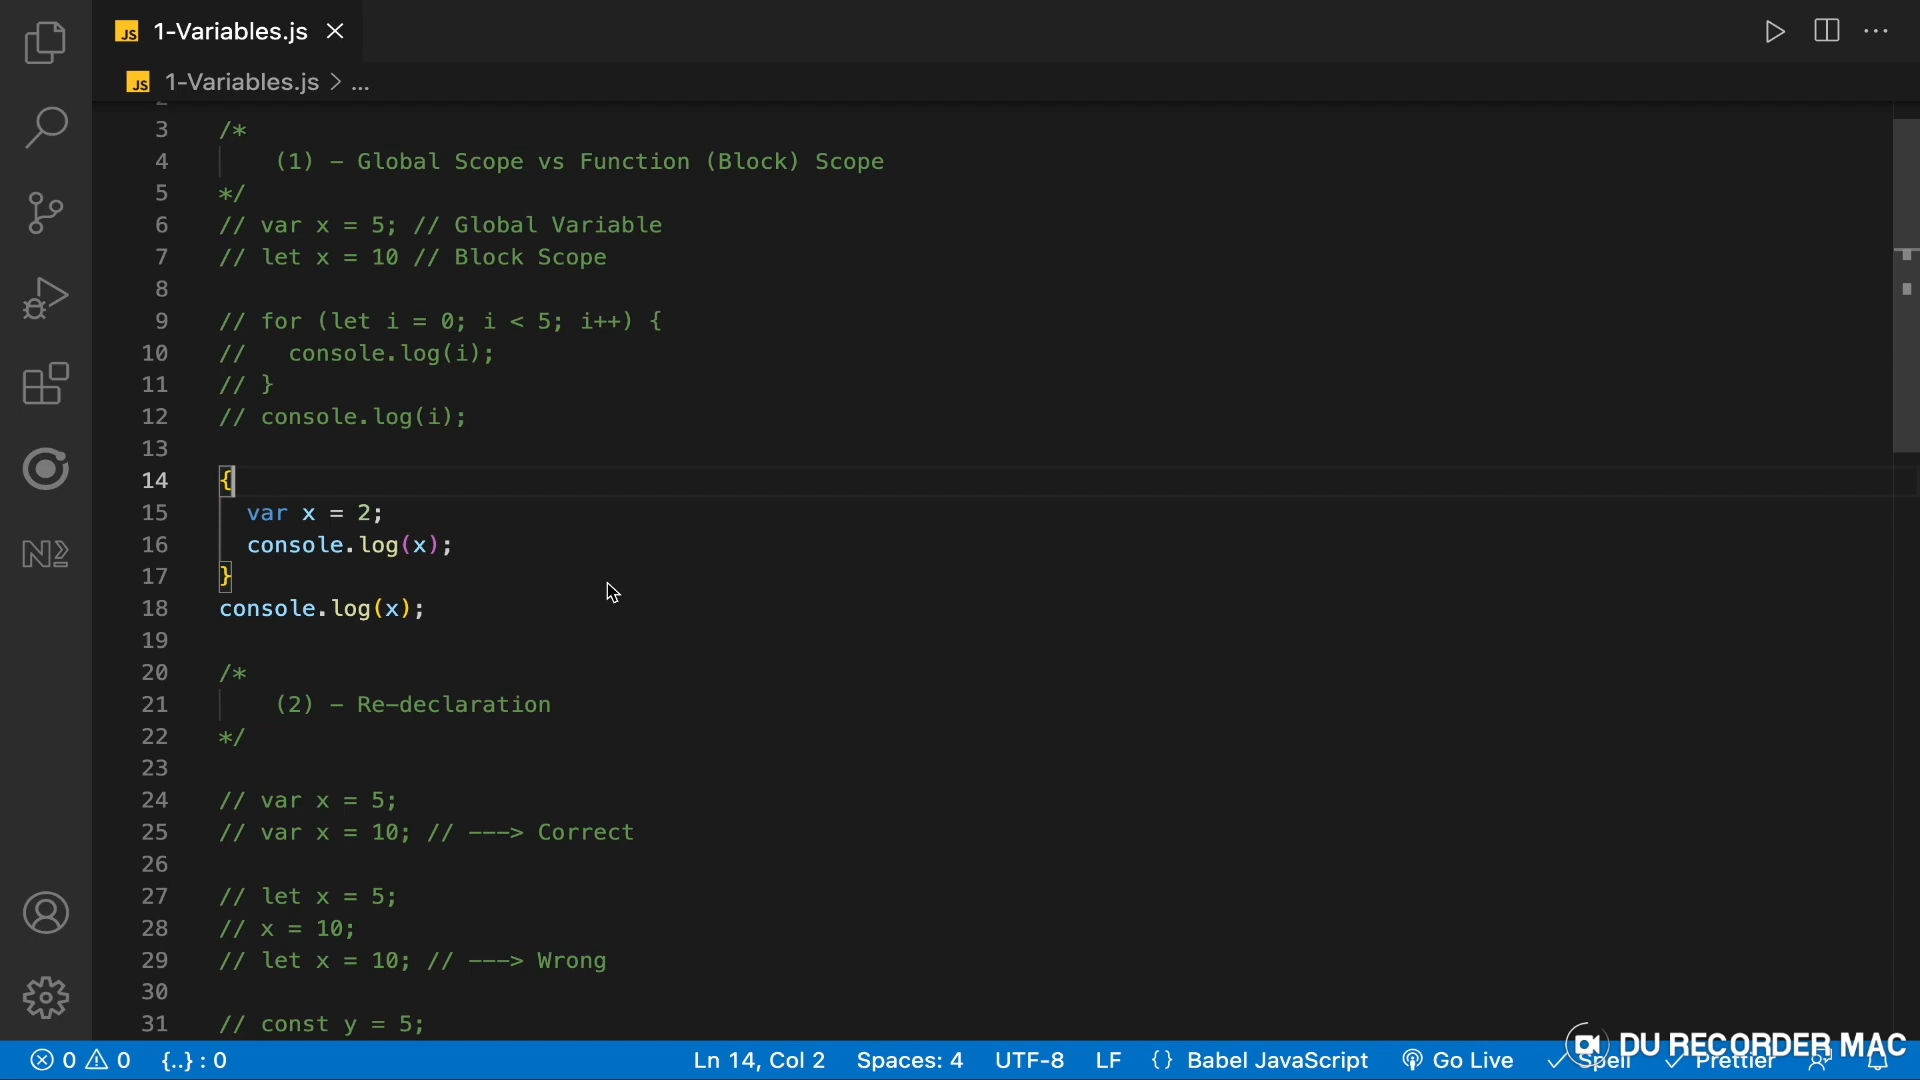 JS 1-Variables.js
JS 1-Variables.js > ...
3 /*
4 (1) - Global Scope vs Function (Block) Scope
5 */
6 // var x = 5; // Global Variable
7 // let x = 10 // Block Scope
8
9 // for (let i = 0; i < 5; i++) {
10 //   console.log(i);
11 // }
12 // console.log(i);
13
14 {
15   var x = 2;
16   console.log(x);
17 }
18 console.log(x);
19
20 /*
21 (2) - Re-declaration
22 */
23
24 // var x = 5;
25 // var x = 10; // ---> Correct
26
27 // let x = 5;
28 // x = 10;
29 // let x = 10; // ---> Wrong
30
31 // const y = 5;
DU RECORDER MAC
0 0 {..} : 0 Ln 14, Col 2 Spaces: 4 UTF-8 LF {} Babel JavaScript Go Live Spell Prettier